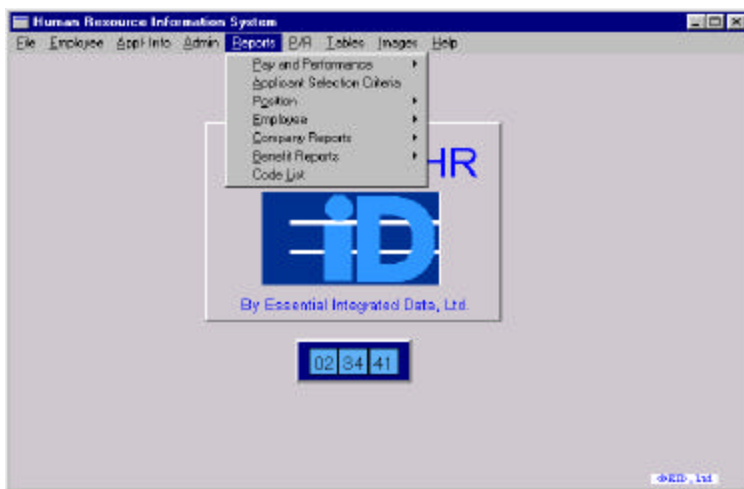 Human Resource Information System
File Employee Appl-Info Admin Reports P/R Tables Images Help
Pay and Performance
Applicant Selection Criteria
Position
Employee
Company Reports
Benefit Reports
Code List
HR
iD
By Essential Integrated Data, Ltd.
02 34 41